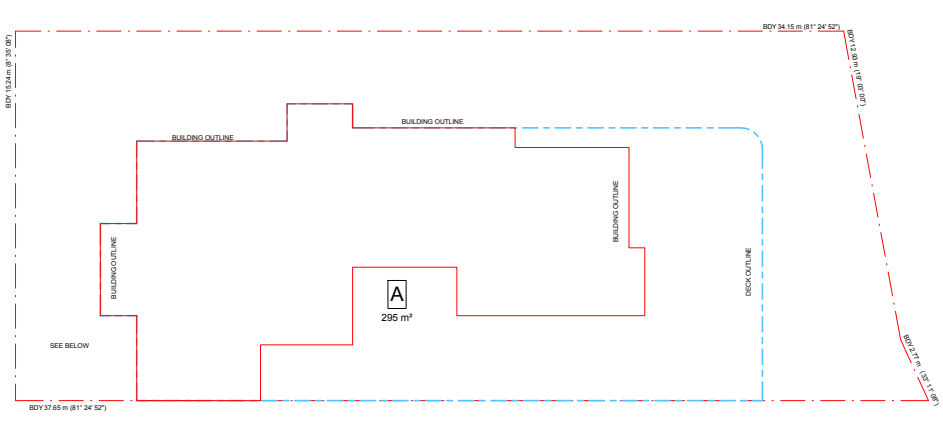 BDY 34.15 m (81° 24' 52")
BDY 15.24 m (8° 35' 08")
BDY 12.93 m (19° 03' 00")
BUILDING OUTLINE
BUILDING OUTLINE
BUILDING OUTLINE
BUILDING OUTLINE
DECK OUTLINE
A
295 m²
SEE BELOW
BDY 2.77 m (33° 11' 08")
BDY 37.65 m (81° 24' 52")